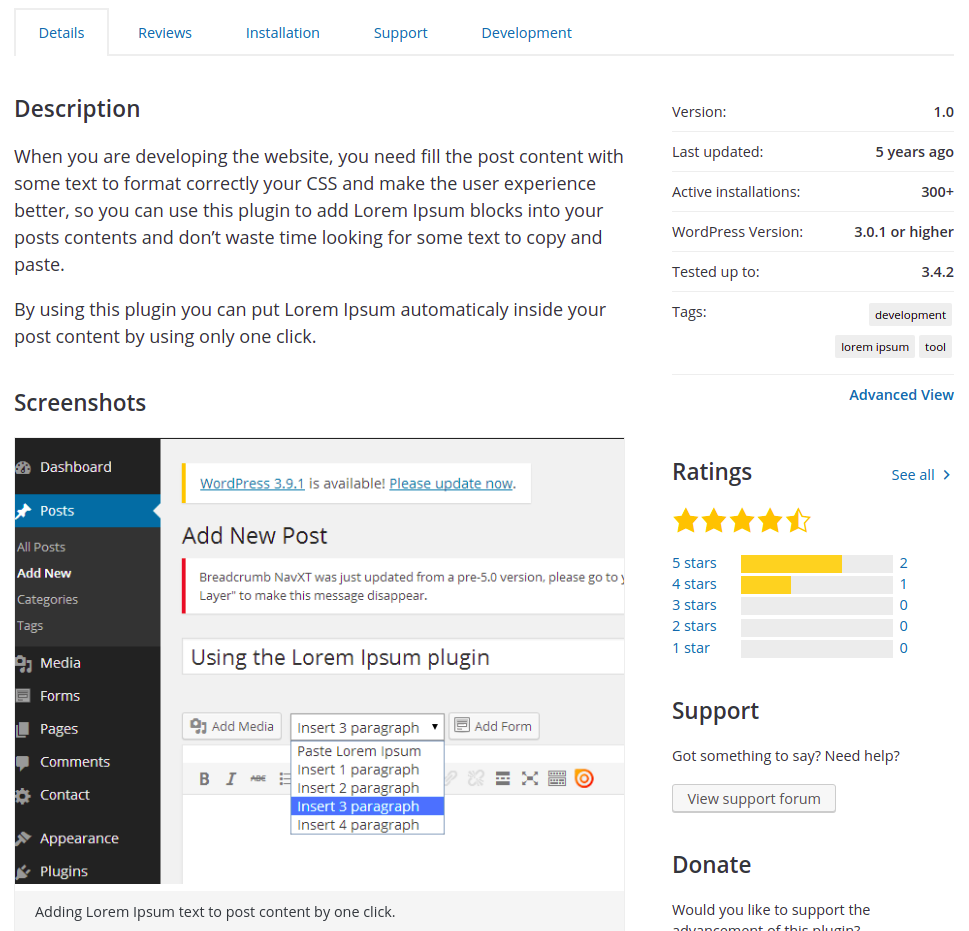 Details
Reviews
Installation
Support
Development
Description
When you are developing the website, you need fill the post content with
some text to format correctly your CSS and make the user experience
better, so you can use this plugin to add Lorem Ipsum blocks into your
posts contents and don’t waste time looking for some text to copy and
paste.
By using this plugin you can put Lorem Ipsum automaticaly inside your
post content by using only one click.
Screenshots
Dashboard
Posts
All Posts
Add New
Categories
Tags
Media
Forms
Pages
Comments
Contact
Appearance
Plugins
WordPress 3.9.1 is available! Please update now.
Add New Post
Breadcrumb NavXT was just updated from a pre-5.0 version, please go to y
Layer" to make this message disappear.
Using the Lorem Ipsum plugin
Add Media
Insert 3 paragraph
Add Form
Paste Lorem Ipsum
Insert 1 paragraph
Insert 2 paragraph
Insert 3 paragraph
Insert 4 paragraph
B I ABC
Adding Lorem Ipsum text to post content by one click.
Version: 1.0
Last updated: 5 years ago
Active installations: 300+
WordPress Version: 3.0.1 or higher
Tested up to: 3.4.2
Tags: development
lorem ipsum tool
Advanced View
Ratings
See all
5 stars 2
4 stars 1
3 stars 0
2 stars 0
1 star 0
Support
Got something to say? Need help?
View support forum
Donate
Would you like to support the
advancement of this plugin?